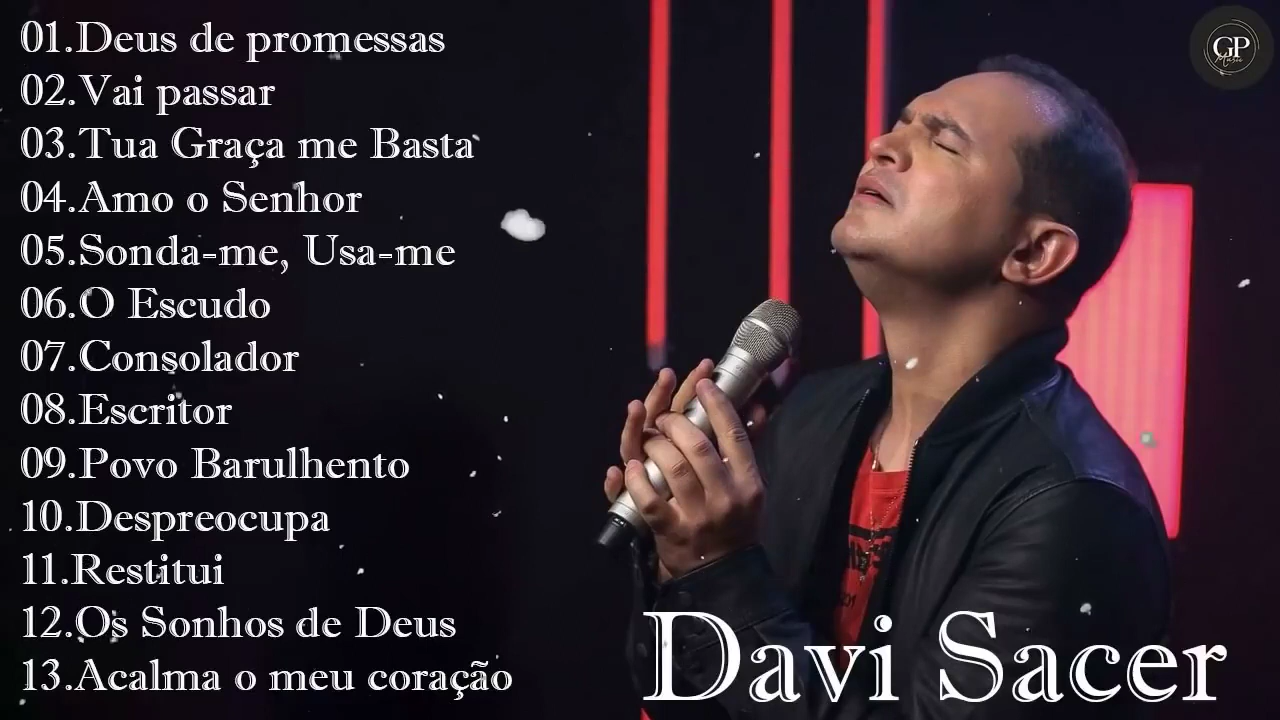 01.Deus de promessas
02.Vai passar
03.Tua Graça me Basta
04.Amo o Senhor
05.Sonda-me, Usa-me
06.O Escudo
07.Consolador
08.Escritor
09.Povo Barulhento
10.Despreocupa
11.Restitui
12.Os Sonhos de Deus
13.Acalma o meu coração
GP
Music
Davi Sacer